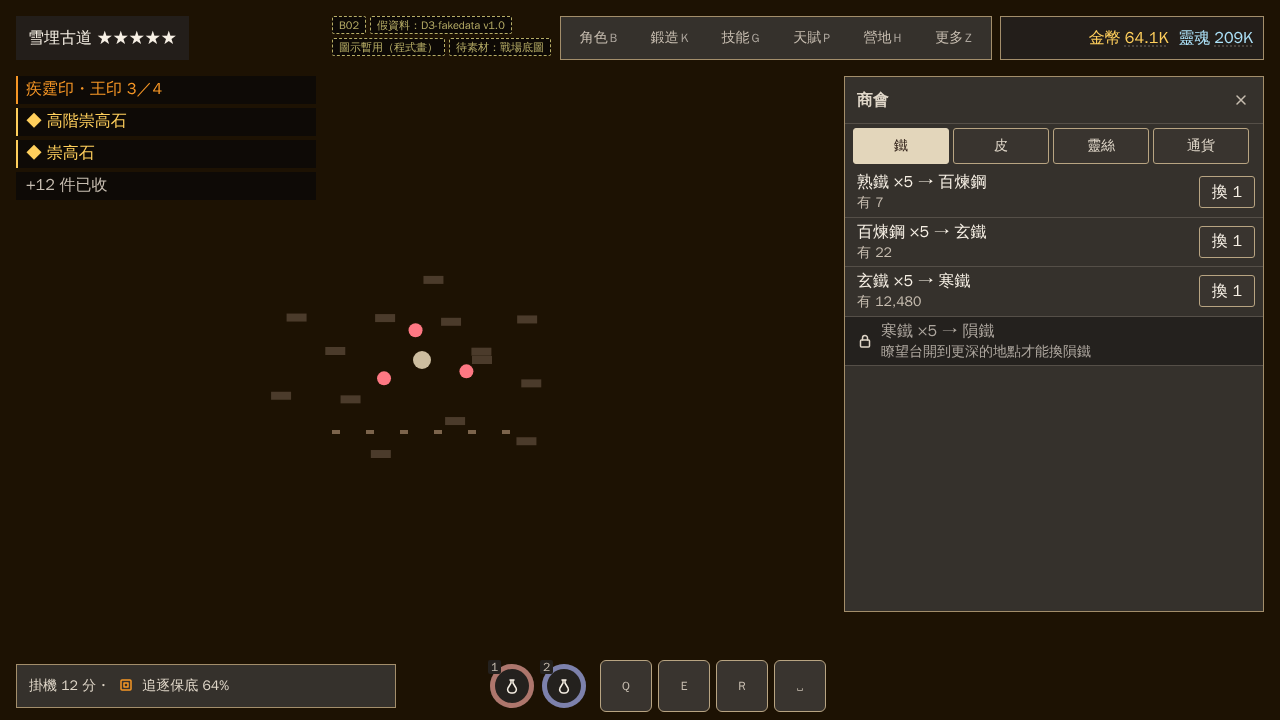 雪埋古道 ★★★★★
B02 假資料：D3-fakedata v1.0
圖示暫用（程式畫） 待素材：戰場底圖
角色B 鍛造K 技能G 天賦P 營地H 更多Z
金幣 64.1K 靈魂 209K
疾霆印・王印 3／4
◆ 高階崇高石
◆ 崇高石
+12 件已收
商會 ×
鐵 皮 靈絲 通貨
熟鐵 ×5 → 百煉鋼
有 7
換 1
百煉鋼 ×5 → 玄鐵
有 22
換 1
玄鐵 ×5 → 寒鐵
有 12,480
換 1
寒鐵 ×5 → 隕鐵
瞭望台開到更深的地點才能換隕鐵
掛機 12 分・ 追逐保底 64%
1 2 Q E R ⎵